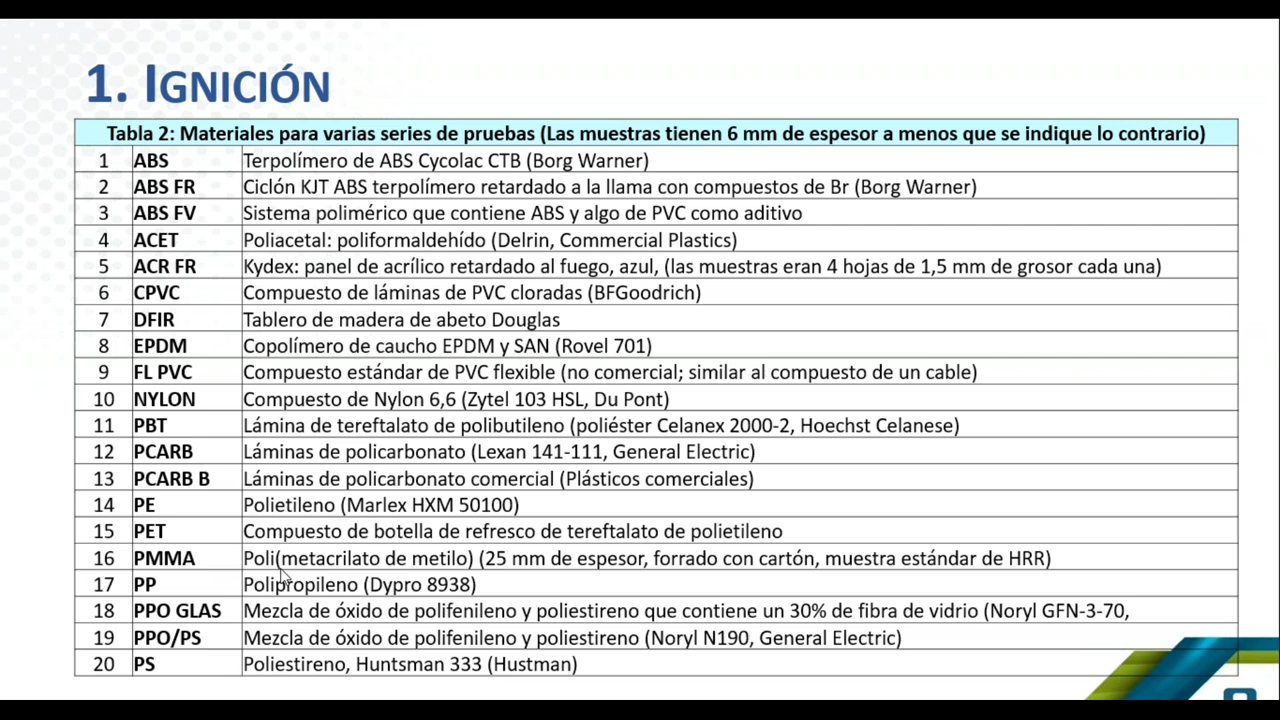 1. IGNICIÓN
Tabla 2: Materiales para varias series de pruebas (Las muestras tienen 6 mm de espesor a menos que se indique lo contrario)
1 ABS Terpolímero de ABS Cycolac CTB (Borg Warner)
2 ABS FR Ciclón KJT ABS terpolímero retardado a la llama con compuestos de Br (Borg Warner)
3 ABS FV Sistema polimérico que contiene ABS y algo de PVC como aditivo
4 ACET Poliacetal: poliformaldehído (Delrin, Commercial Plastics)
5 ACR FR Kydex: panel de acrílico retardado al fuego, azul, (las muestras eran 4 hojas de 1,5 mm de grosor cada una)
6 CPVC Compuesto de láminas de PVC cloradas (BFGoodrich)
7 DFIR Tablero de madera de abeto Douglas
8 EPDM Copolímero de caucho EPDM y SAN (Rovel 701)
9 FL PVC Compuesto estándar de PVC flexible (no comercial; similar al compuesto de un cable)
10 NYLON Compuesto de Nylon 6,6 (Zytel 103 HSL, Du Pont)
11 PBT Lámina de tereftalato de polibutileno (poliéster Celanex 2000-2, Hoechst Celanese)
12 PCARB Láminas de policarbonato (Lexan 141-111, General Electric)
13 PCARB B Láminas de policarbonato comercial (Plásticos comerciales)
14 PE Polietileno (Marlex HXM 50100)
15 PET Compuesto de botella de refresco de tereftalato de polietileno
16 PMMA Poli(metacrilato de metilo) (25 mm de espesor, forrado con cartón, muestra estándar de HRR)
17 PP Polipropileno (Dypro 8938)
18 PPO GLAS Mezcla de óxido de polifenileno y poliestireno que contiene un 30% de fibra de vidrio (Noryl GFN-3-70,
19 PPO/PS Mezcla de óxido de polifenileno y poliestireno (Noryl N190, General Electric)
20 PS Poliestireno, Huntsman 333 (Hustman)